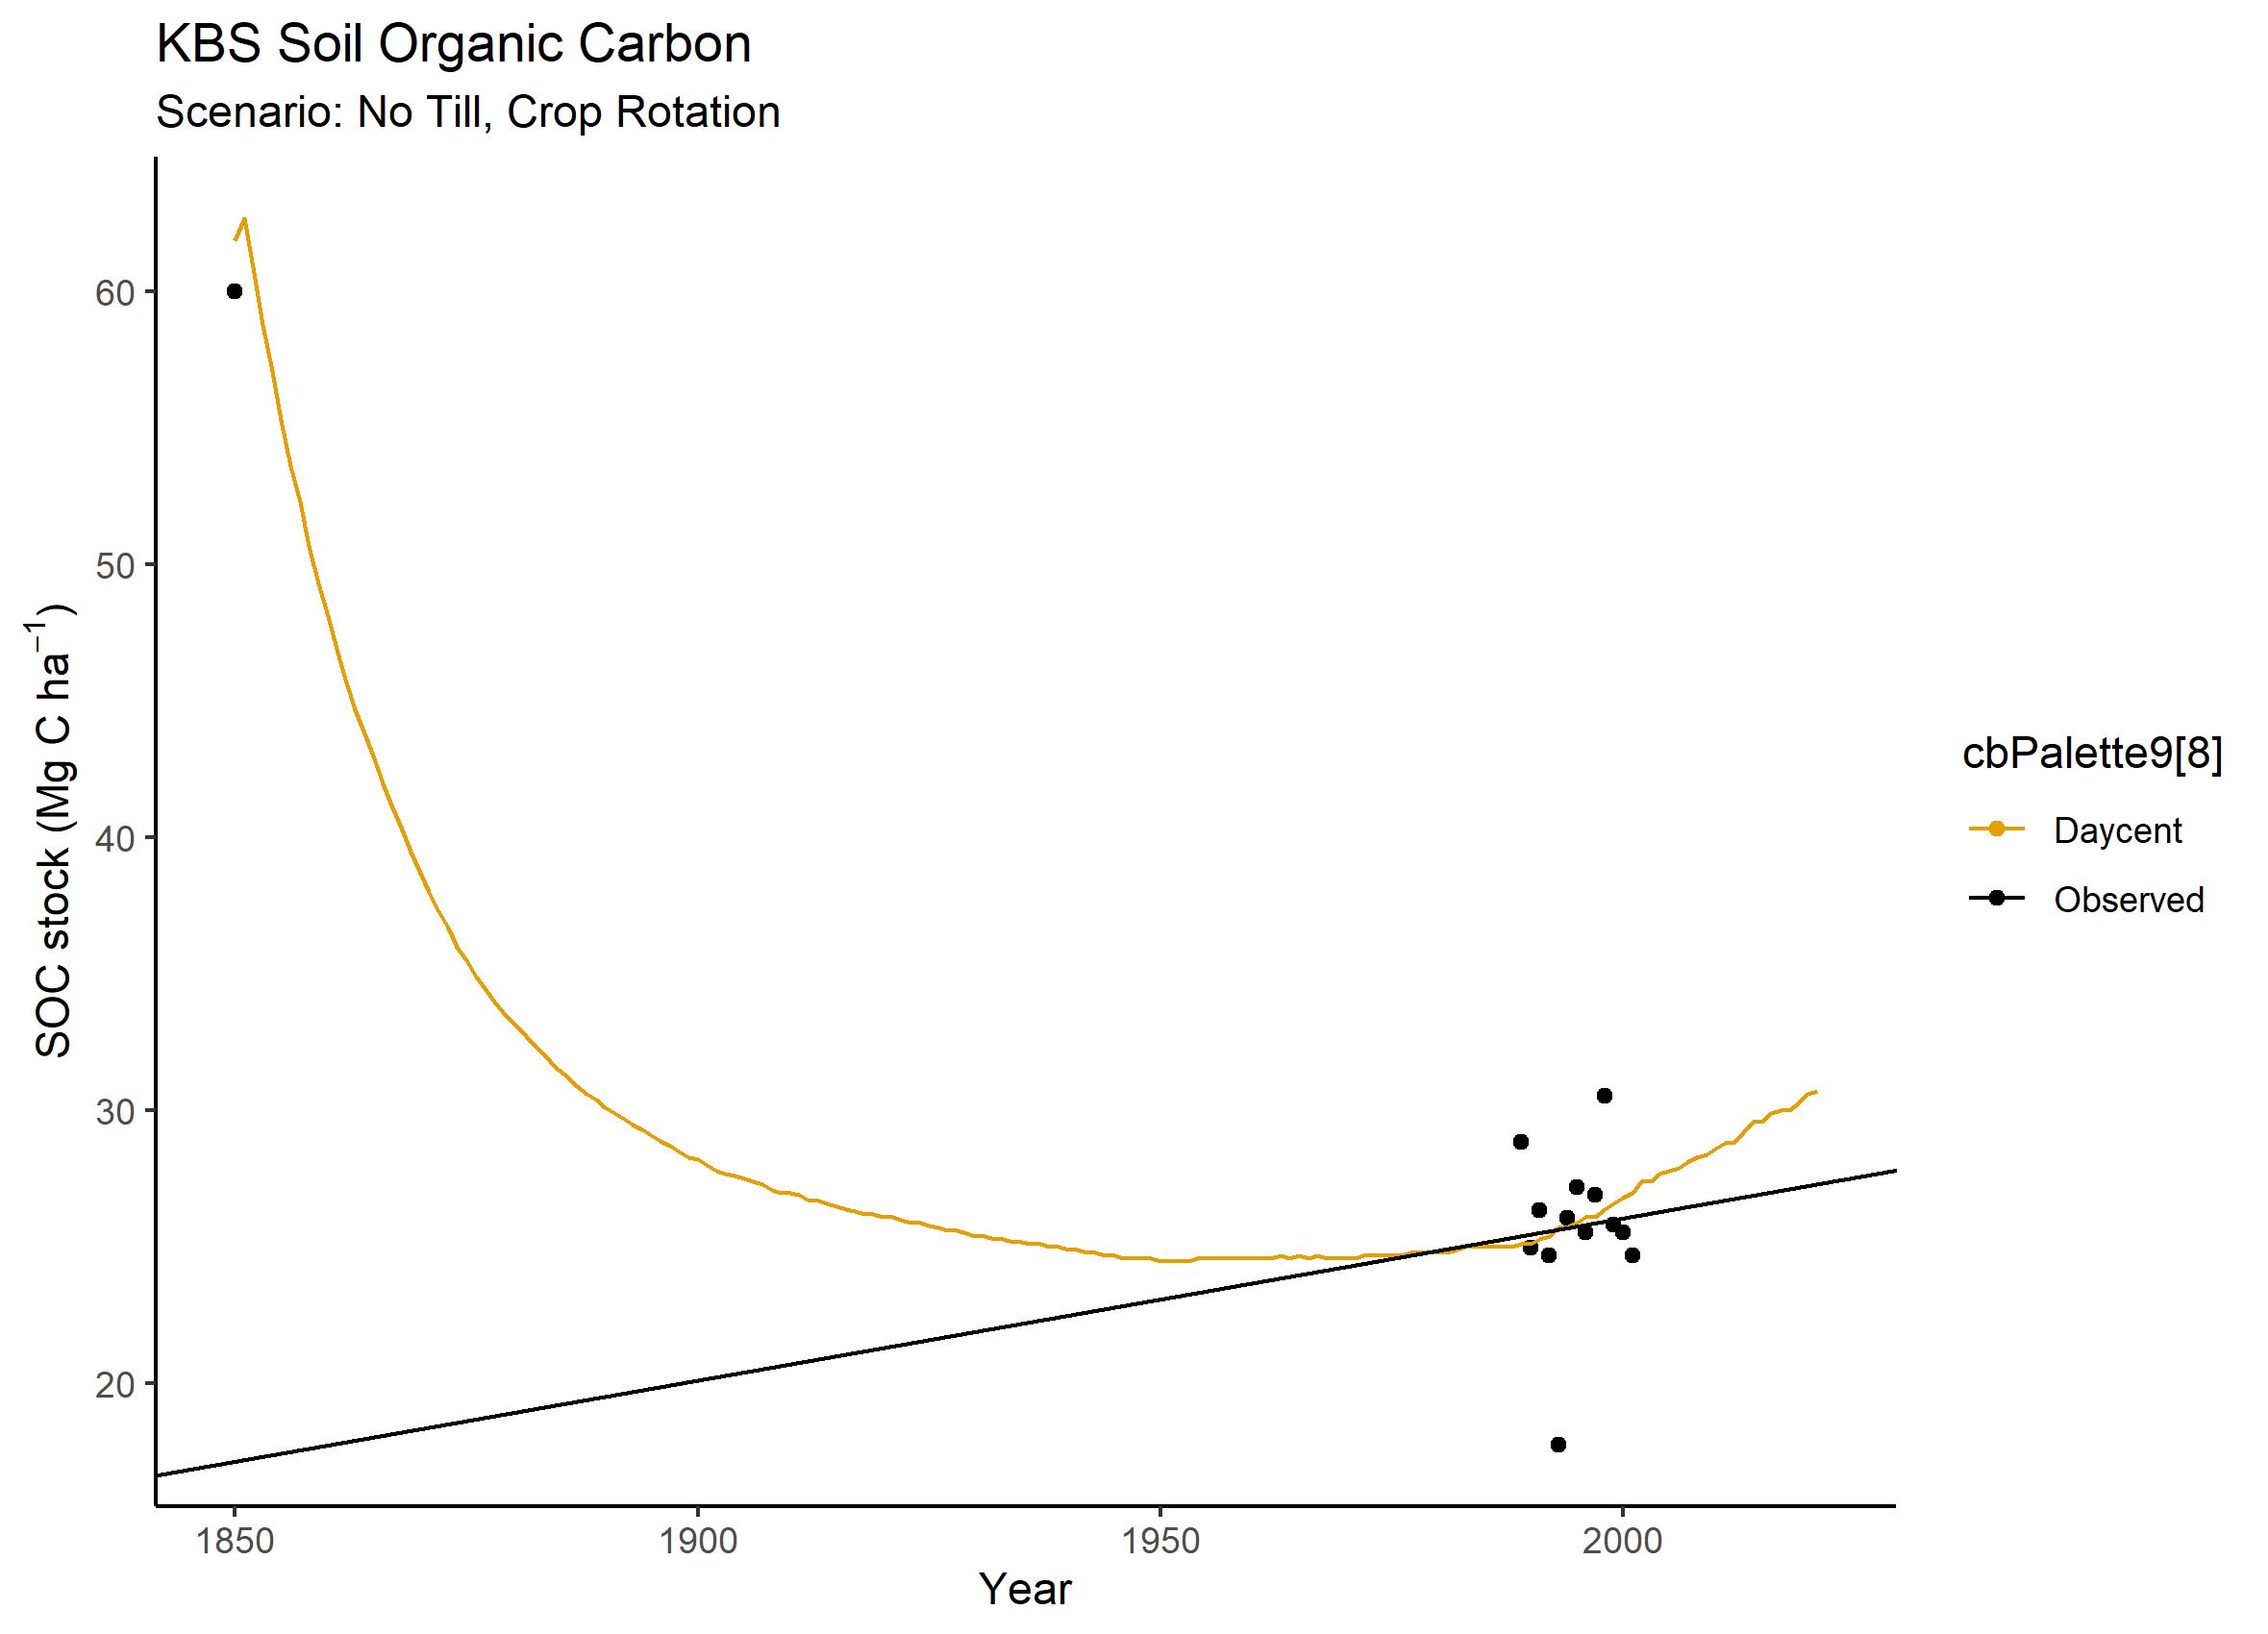 KBS Soil Organic Carbon
Scenario: No Till, Crop Rotation
SOC stock (Mg C ha⁻¹)
60
50
40
30
20
1850
1900
1950
2000
Year
cbPalette9[8]
Daycent
Observed